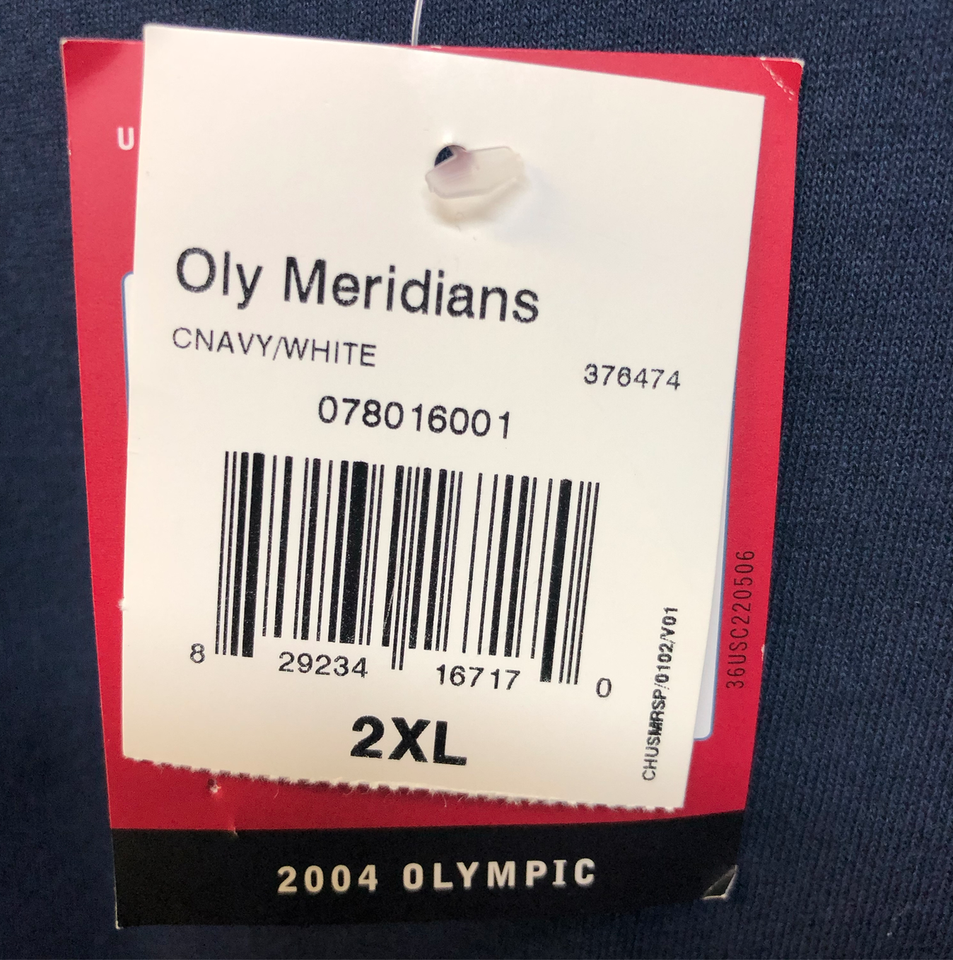 U
Oly Meridians
CNAVY/WHITE
376474
078016001
8 29234 16717 0
2XL
CHUSMRSP/0102/V01
36USC220506
2004 OLYMPIC